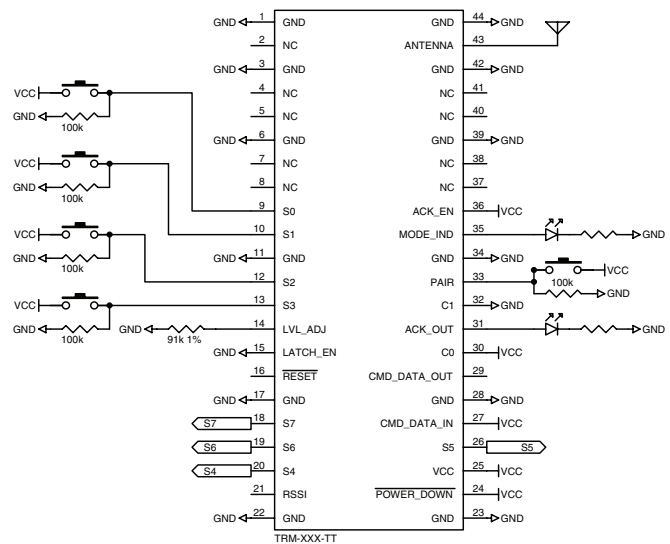 GND 1 GND GND 44 GND
2 NC ANTENNA 43
GND 3 GND GND 42 GND
VCC 4 NC NC 41
GND 100k 5 NC NC 40
GND 6 GND GND 39 GND
VCC 7 NC NC 38
GND 100k 8 NC NC 37
9 S0 ACK_EN 36 VCC
VCC 10 S1 MODE_IND 35 GND
GND 100k GND 11 GND GND 34 GND
12 S2 PAIR 33 VCC
100k GND
VCC 13 S3 C1 32 GND
GND 100k GND 91k 1% 14 LVL_ADJ ACK_OUT 31 GND
GND 15 LATCH_EN C0 30 VCC
16 RESET CMD_DATA_OUT 29
GND 17 GND GND 28 GND
S7 18 S7 CMD_DATA_IN 27 VCC
S6 19 S6 S5 26 S5
S4 20 S4 VCC 25 VCC
21 RSSI POWER_DOWN 24 VCC
GND 22 GND GND 23 GND
TRM-XXX-TT